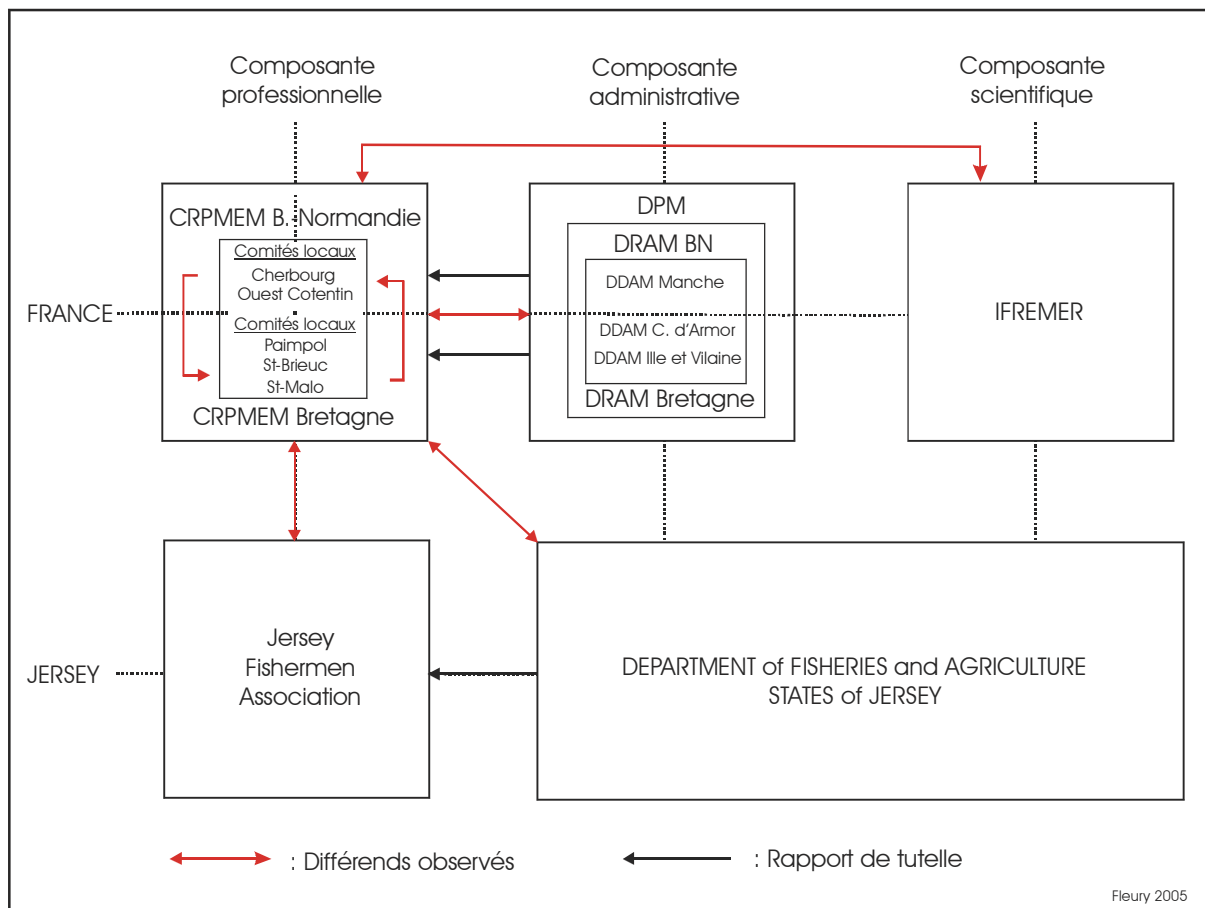 Composante
professionnelle
Composante
administrative
Composante
scientifique
FRANCE
CRPMEM B.-Normandie
Comités locaux
Cherbourg
Ouest Cotentin
Comités locaux
Paimpol
St-Brieuc
St-Malo
CRPMEM Bretagne
DPM
DRAM BN
DDAM Manche
DDAM C. d'Armor
DDAM Ille et Vilaine
DRAM Bretagne
IFREMER
JERSEY
Jersey
Fishermen
Association
DEPARTMENT of FISHERIES and AGRICULTURE
STATES of JERSEY
: Différends observés
: Rapport de tutelle
Fleury 2005